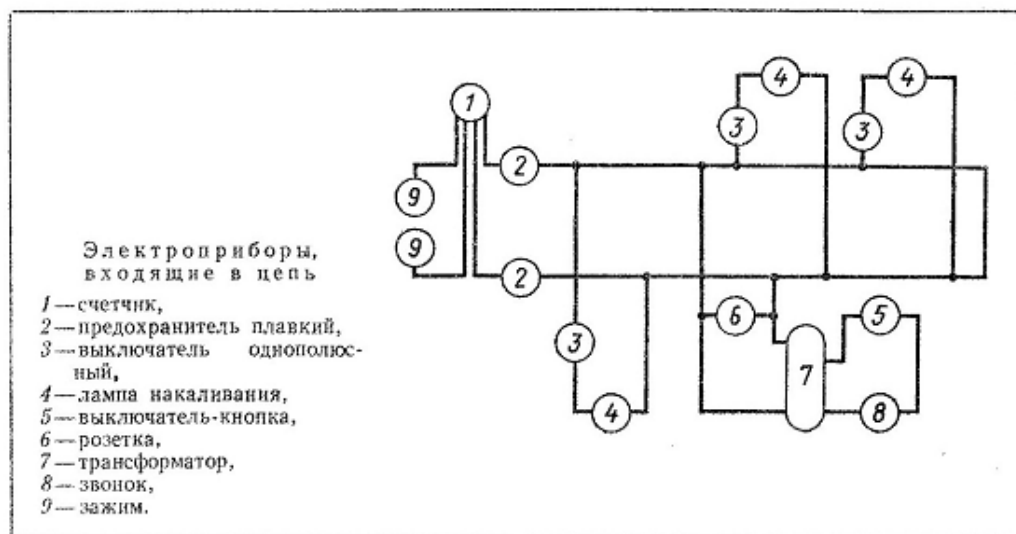 Электроприборы,
входящие в цепь
1 — счетчик,
2 — предохранитель плавкий,
3 — выключатель однополюс-
ный,
4 — лампа накаливания,
5 — выключатель-кнопка,
6 — розетка,
7 — трансформатор,
8 — звонок,
9 — зажим.
4 4
1
3 3
2
9
9
2
6 5
3
7
4 8